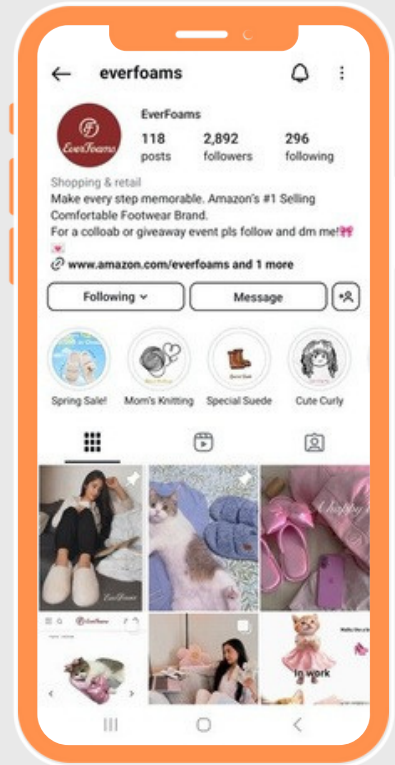 everfoams
EverFoams
EverFoams
118
2,892
296
posts
followers
following
Shopping & retail
Make every step memorable. Amazon's #1 Selling
Comfortable Footwear Brand.
For a colloab or giveaway event pls follow and dm me!
www.amazon.com/everfoams and 1 more
Following
Message
Spring Sale!
Mom's Knitting
Special Suede
Cute Curly
EverFoams
EverFoams
In work